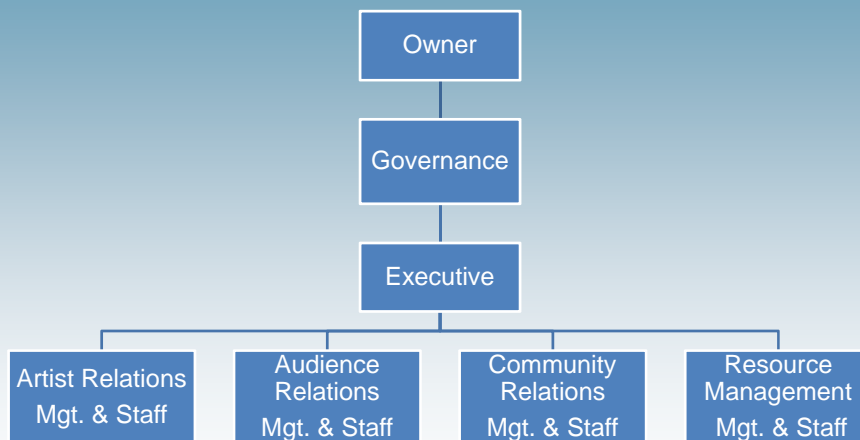 Owner
Governance
Executive
Artist Relations
Mgt. & Staff
Audience
Relations
Mgt. & Staff
Community
Relations
Mgt. & Staff
Resource
Management
Mgt. & Staff